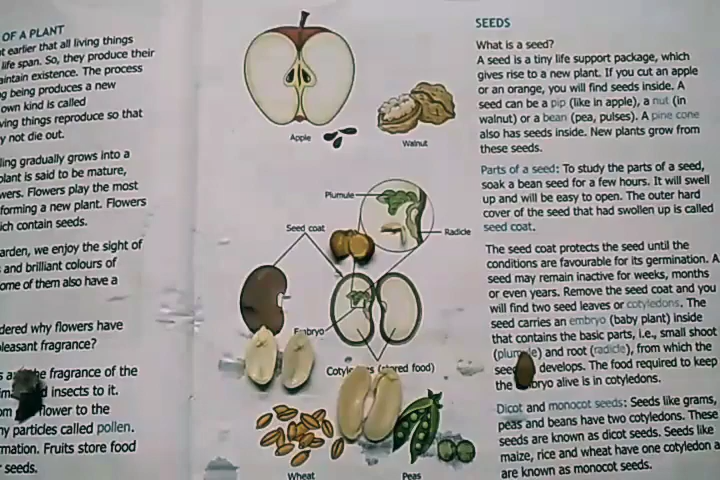 OF A PLANT
earlier that all living things
life span. So, they produce their
maintain existence. The process
being produces a new
own kind is called
living things reproduce so that
not die out.
gradually grows into a
plant is said to be mature,
Flowers play the most
forming a new plant. Flowers
contain seeds.
we enjoy the sight of
and brilliant colours of
of them also have a
why flowers have
pleasant fragrance?
fragrance of the
insects to it.
flower to the
particles called pollen.
Fruits store food
seeds.
Apple
Walnut
Plumule
Seed coat
Radicle
Embryo
(stored food)
Wheat
Peas
SEEDS
What is a seed?
A seed is a tiny life support package, which
gives rise to a new plant. If you cut an apple
or an orange, you will find seeds inside. A
seed can be a pip (like in apple), a nut (in
walnut) or a bean (pea, pulses). A pine cone
also has seeds inside. New plants grow from
these seeds.
Parts of a seed: To study the parts of a seed,
soak a bean seed for a few hours. It will swell
up and will be easy to open. The outer hard
cover of the seed that had swollen up is called
seed coat.
The seed coat protects the seed until the
conditions are favourable for its germination. A
seed may remain inactive for weeks, months
or even years. Remove the seed coat and you
will find two seed leaves or cotyledons. The
seed carries an embryo (baby plant) inside
that contains the basic parts, i.e., small shoot
(plumule) and root (radicle), from which the
develops. The food required to keep
the embryo alive is in cotyledons.
Dicot and monocot seeds: Seeds like grams,
peas and beans have two cotyledons. These
seeds are known as dicot seeds. Seeds like
maize, rice and wheat have one cotyledon a
are known as monocot seeds.